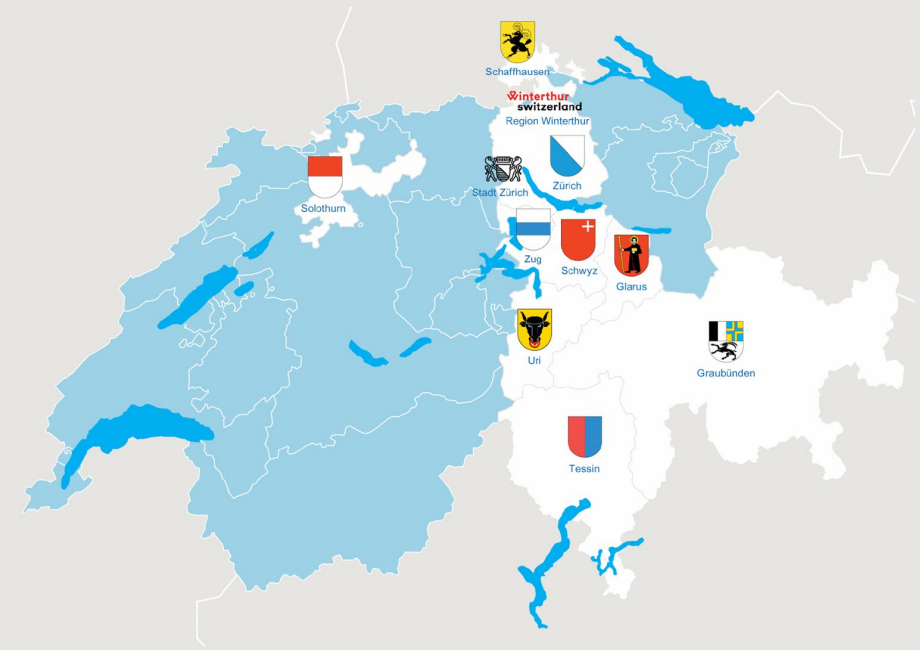 Schaffhausen
Winterthur
switzerland
Region Winterthur
Zürich
Stadt Zürich
Solothurn
Zug
Schwyz
Glarus
Uri
Graubünden
Tessin